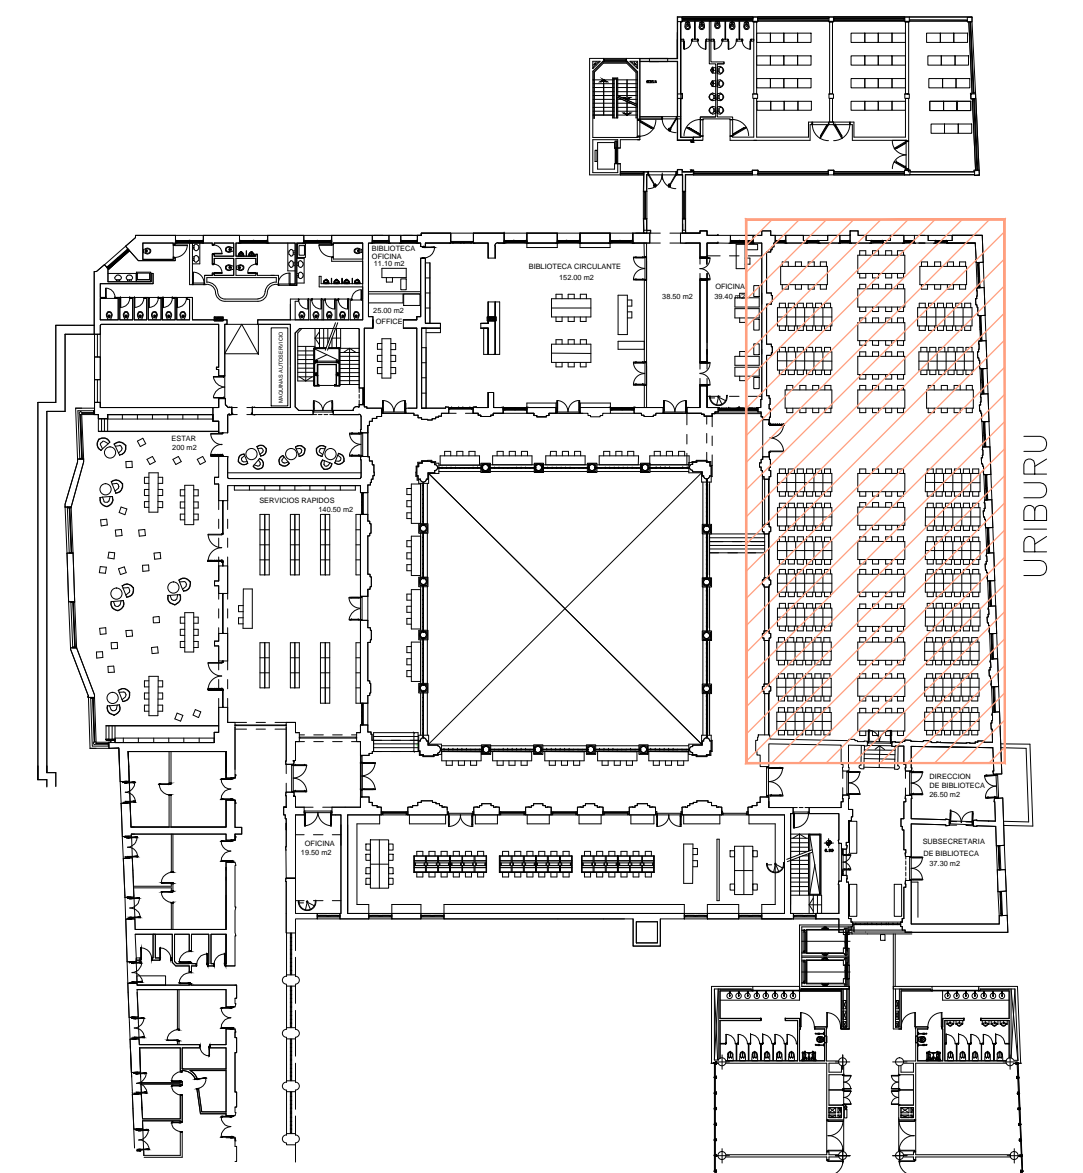 BIBLIOTECA
OFICINA
11.10 m2
25.00 m2
OFFICE
BIBLIOTECA CIRCULANTE
152.00 m2
38.50 m2
OFICINA
39.40 m2
MAQUINAS AUTOSERVICIO
ESTAR
200 m2
SERVICIOS RAPIDOS
140.50 m2
URIBURU
DIRECCION
DE BIBLIOTECA
26.50 m2
OFICINA
19.50 m2
SUBSECRETARIA
DE BIBLIOTECA
37.30 m2